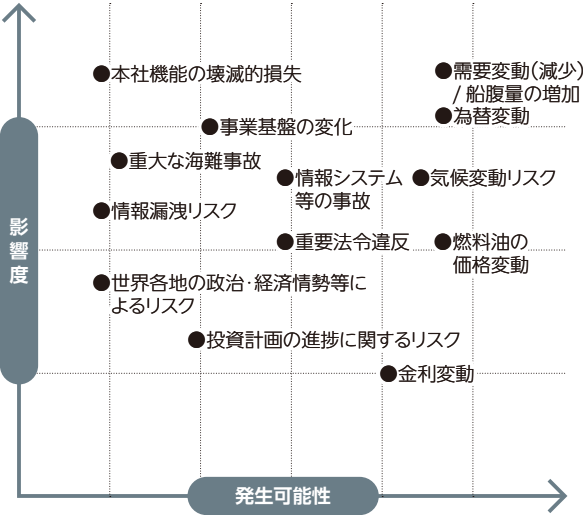 ●本社機能の壊滅的損失
●需要変動（減少）
/ 船腹量の増加
●為替変動
●事業基盤の変化
●重大な海難事故
●情報システム
等の事故
●気候変動リスク
●情報漏洩リスク
●重要法令違反
●燃料油の
価格変動
●世界各地の政治・経済情勢等に
よるリスク
●投資計画の進捗に関するリスク
●金利変動
影響度
発生可能性